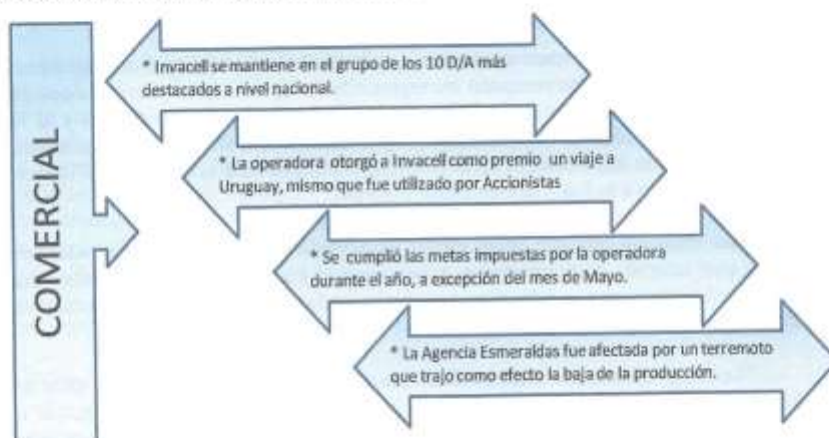 COMERCIAL
* Invacell se mantiene en el grupo de los 10 D/A más
destacados a nivel nacional.
* La operadora otorgó a Invacell como premio un viaje a
Uruguay, mismo que fue utilizado por Accionistas
* Se cumplió las metas impuestas por la operadora
durante el año, a excepción del mes de Mayo.
* La Agencia Esmeraldas fue afectada por un terremoto
que trajo como efecto la baja de la producción.